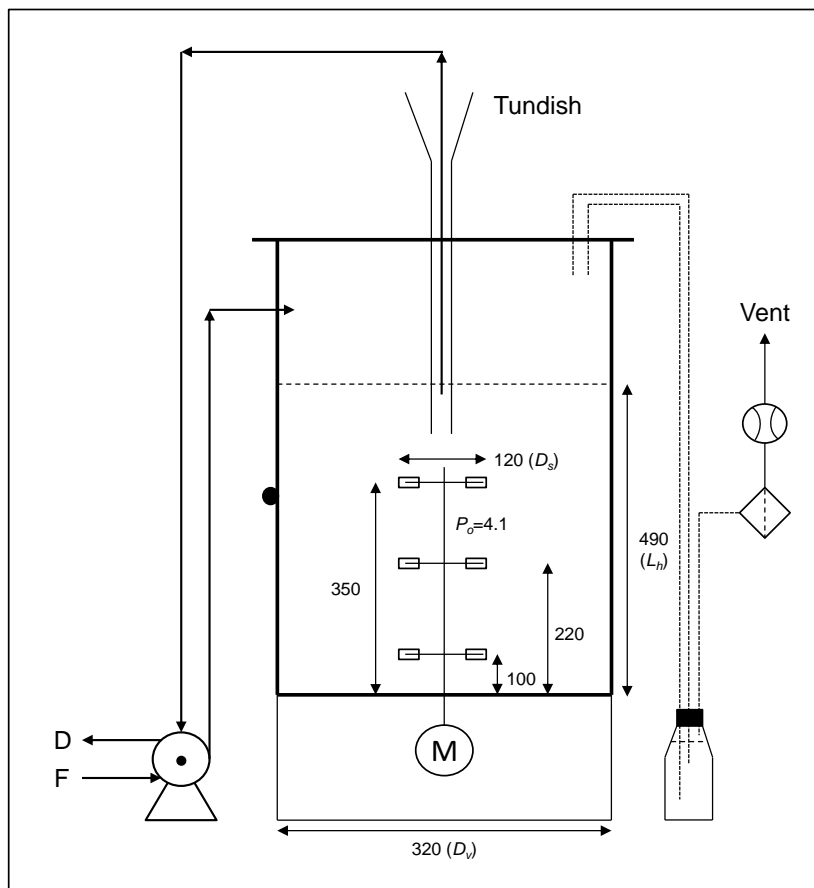 Tundish
Vent
120 (Dₛ)
Pₒ=4.1
490
(Lₕ)
350
220
100
D
F
M
320 (Dᵥ)